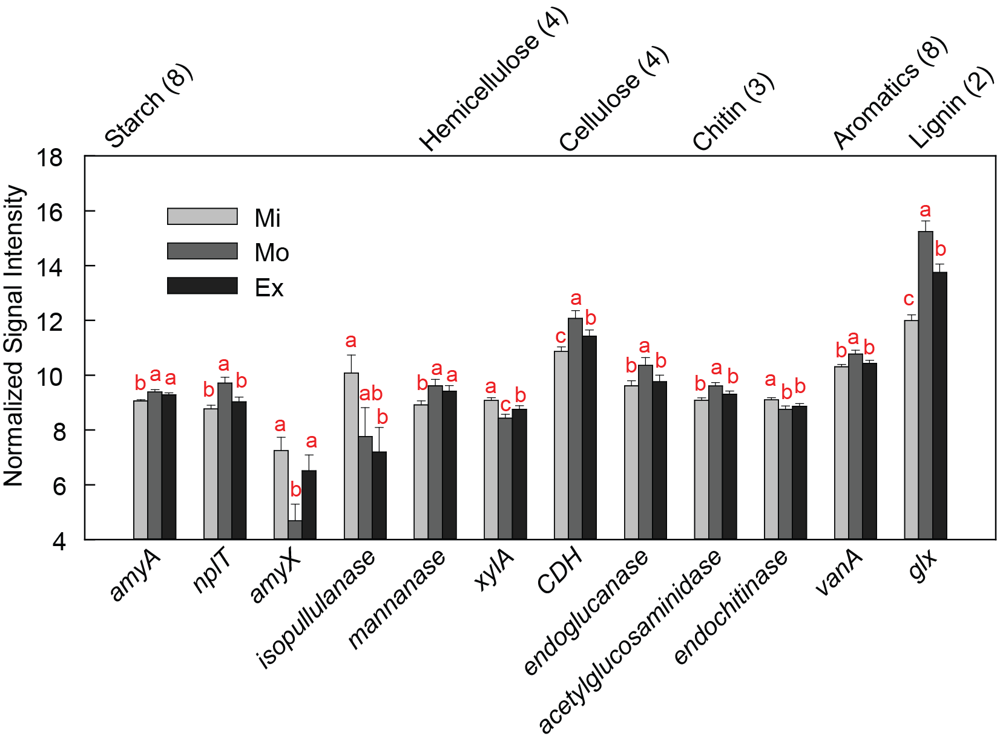 Starch (8)
Hemicellulose (4)
Cellulose (4)
Chitin (3)
Aromatics (8)
Lignin (2)
Normalized Signal Intensity
18
16
14
12
10
8
6
4
Mi
Mo
Ex
b a a
b a b
a b a
a ab b
b a a
a c b
c a b
b a b
b a b
a b b
b a b
c a b
amyA
nplT
amyX
isopullulanase
mannanase
xylA
CDH
endoglucanase
acetylglucosaminidase
endochitinase
vanA
glx